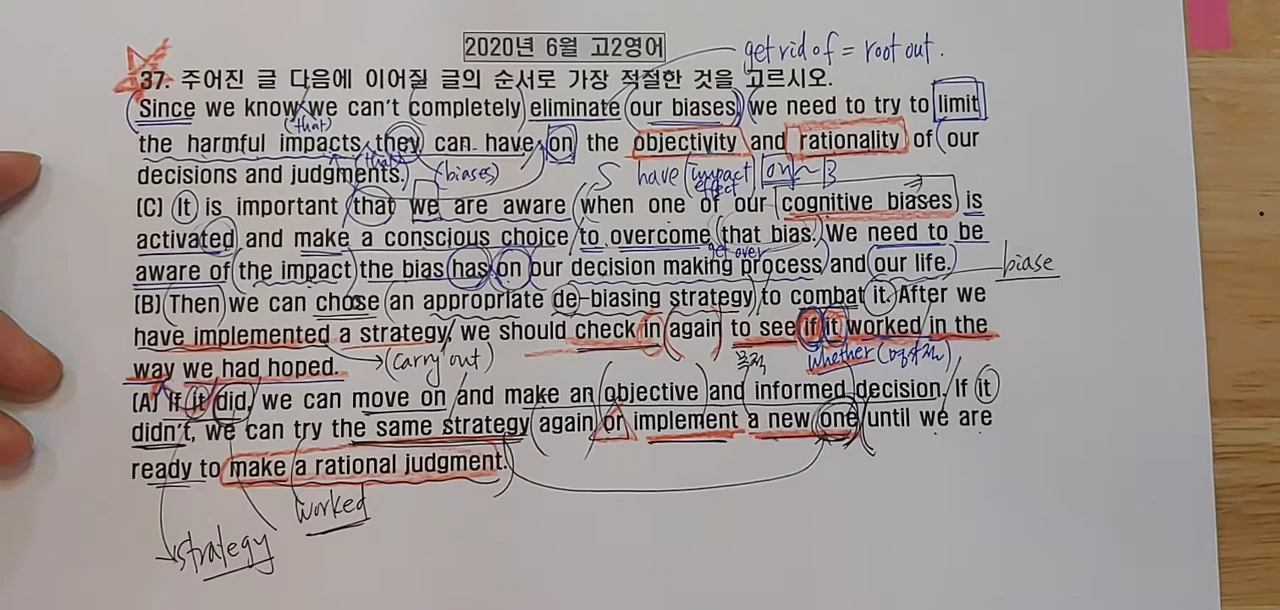 2020년 6월 고2영어
get rid of = root out.
37. 주어진 글 다음에 이어질 글의 순서로 가장 적절한 것을 고르시오.
Since we know we can't completely eliminate our biases, we need to try to limit
(that)
the harmful impacts they can have on the objectivity and rationality of our
(that)
decisions and judgments.
(biases)
S have impact on ~ B
effect
(C) It is important that we are aware when one of our cognitive biases is
activated and make a conscious choice to overcome that bias. We need to be
get over
aware of the impact the bias has on our decision making process and our life.
biase
(B) Then we can chose an appropriate de-biasing strategy to combat it. After we
have implemented a strategy, we should check in again to see if it worked in the
way we had hoped.
(carry out)
목적
whether (명사절)
(A) If it did, we can move on and make an objective and informed decision. If it
didn't, we can try the same strategy again or implement a new one until we are
ready to make a rational judgment.
worked
strategy